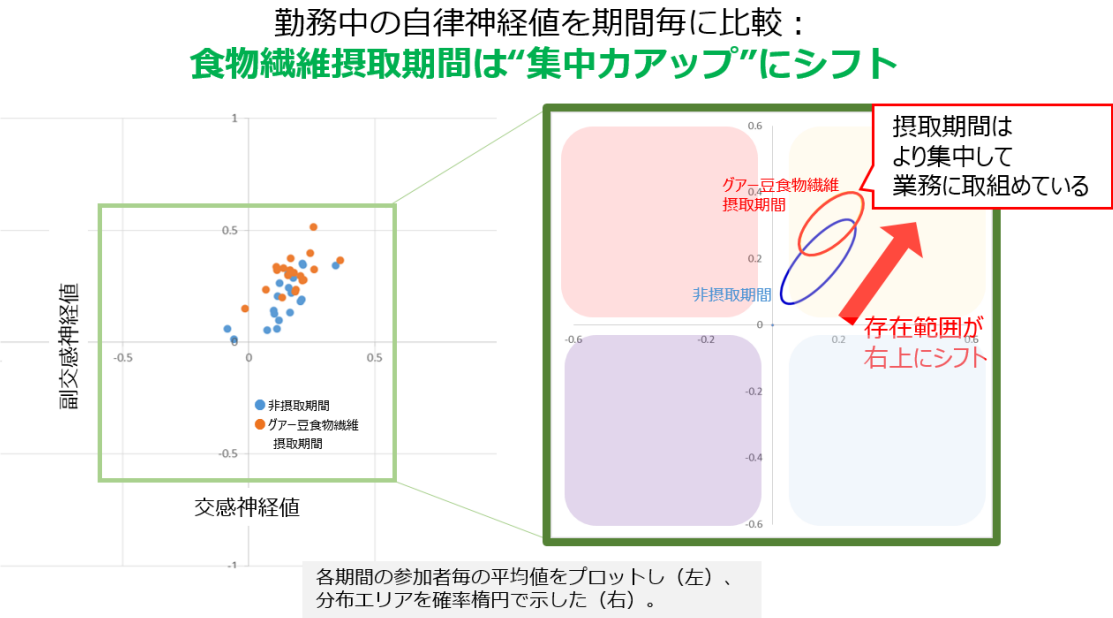 勤務中の自律神経値を期間毎に比較：
食物繊維摂取期間は“集中力アップ”にシフト
1
0.5
0
-0.5
-1
-0.5
0
0.5
副交感神経値
交感神経値
非摂取期間
グアー豆食物繊維
摂取期間
0.6
0.4
0.2
0
-0.2
-0.4
-0.6
-0.6
-0.2
0.2
0.6
グアー豆食物繊維
摂取期間
非摂取期間
摂取期間は
より集中して
業務に取組めている
存在範囲が
右上にシフト
各期間の参加者毎の平均値をプロットし（左）、
分布エリアを確率楕円で示した（右）。